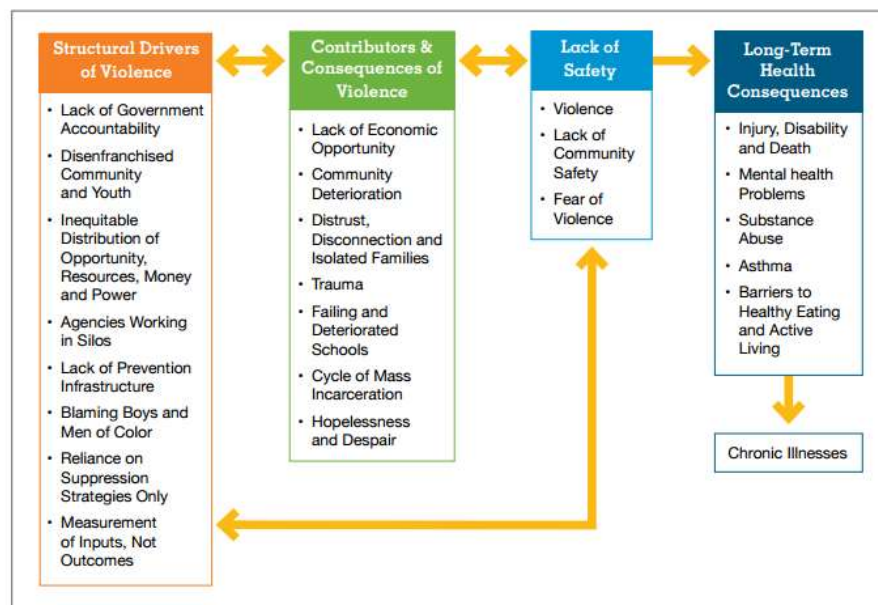 Structural Drivers
of Violence
• Lack of Government
Accountability
• Disenfranchised
Community
and Youth
• Inequitable
Distribution of
Opportunity,
Resources, Money
and Power
• Agencies Working
in Silos
• Lack of Prevention
Infrastructure
• Blaming Boys and
Men of Color
• Reliance on
Suppression
Strategies Only
• Measurement
of Inputs, Not
Outcomes
Contributors &
Consequences of
Violence
• Lack of Economic
Opportunity
• Community
Deterioration
• Distrust,
Disconnection and
Isolated Families
• Trauma
• Failing and
Deteriorated
Schools
• Cycle of Mass
Incarceration
• Hopelessness
and Despair
Lack of
Safety
• Violence
• Lack of
Community
Safety
• Fear of
Violence
Long-Term
Health
Consequences
• Injury, Disability
and Death
• Mental health
Problems
• Substance
Abuse
• Asthma
• Barriers to
Healthy Eating
and Active
Living
Chronic Illnesses